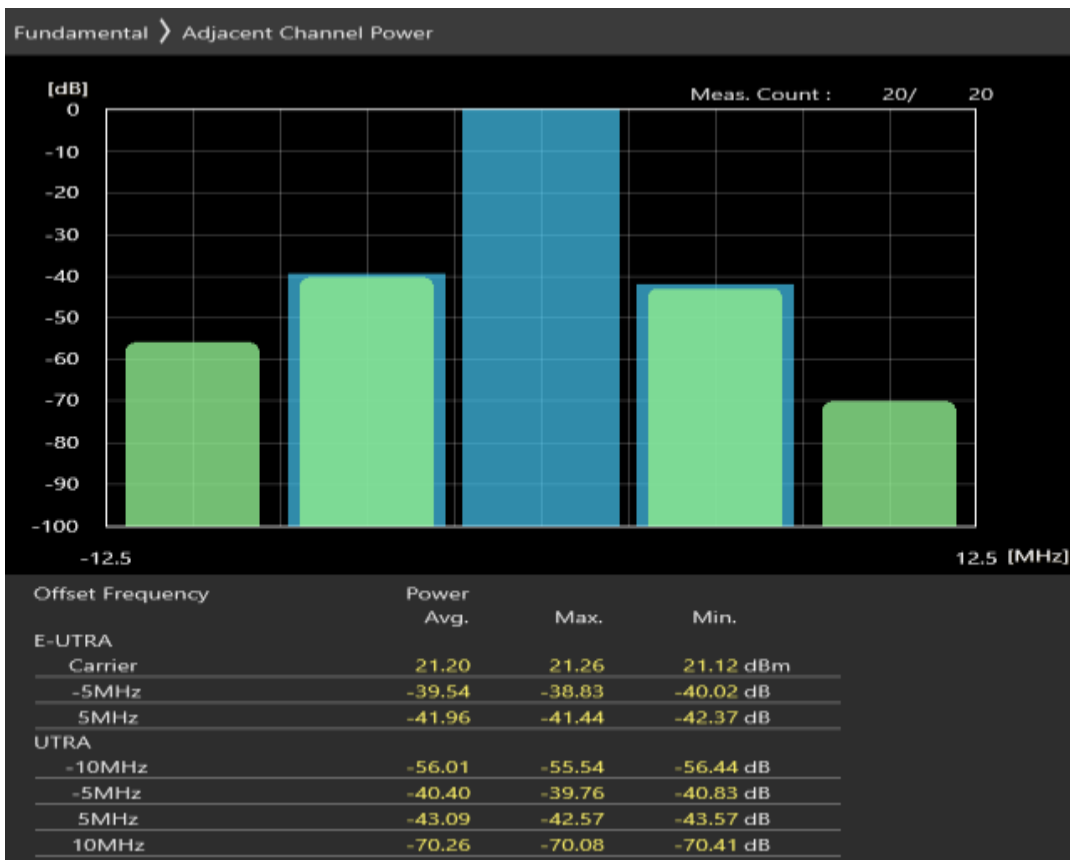 Fundamental ❯ Adjacent Channel Power
[dB]
Meas. Count : 20/ 20
0
-10
-20
-30
-40
-50
-60
-70
-80
-90
-100
-12.5 12.5 [MHz]
Offset Frequency Power
Avg. Max. Min.
E-UTRA
Carrier 21.20 21.26 21.12 dBm
-5MHz -39.54 -38.83 -40.02 dB
5MHz -41.96 -41.44 -42.37 dB
UTRA
-10MHz -56.01 -55.54 -56.44 dB
-5MHz -40.40 -39.76 -40.83 dB
5MHz -43.09 -42.57 -43.57 dB
10MHz -70.26 -70.08 -70.41 dB